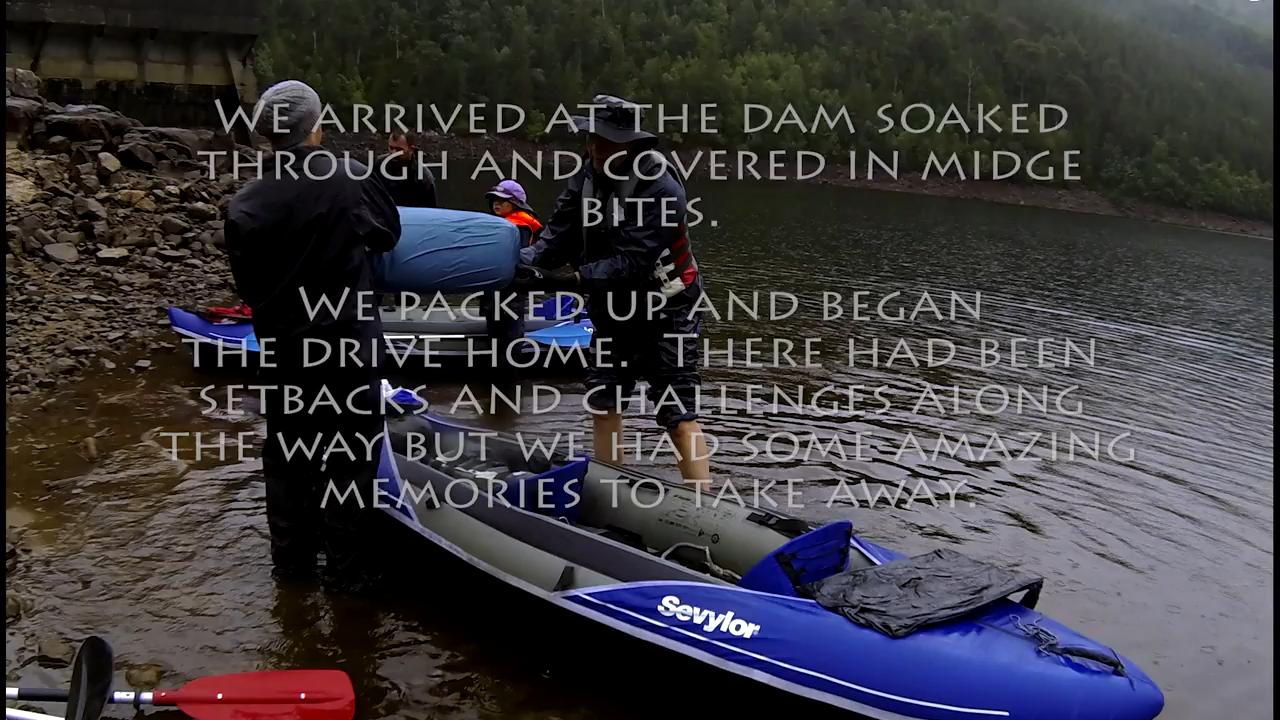 We arrived at the dam soaked
through and covered in midge
bites.
We packed up and began
the drive home. There had been
setbacks and challenges along
the way but we had some amazing
memories to take away.
Sevylor